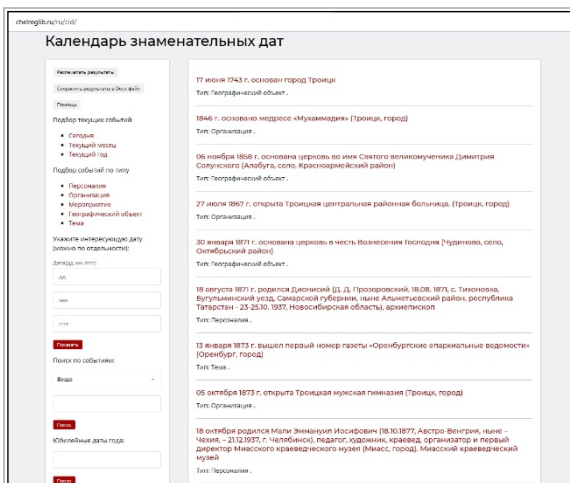 chelreglib.ru/ru/cid/
Календарь знаменательных дат
Распечатать результаты
Сохранить результаты в Docx файл
Помощь
Подбор текущих событий
Сегодня
Текущий месяц
Текущий год
Подбор событий по типу
Персоналия
Организация
Мероприятие
Географический объект
Тема
Укажите интересующую дату
(можно по отдельности):
Дата(дд.мм.гггг):
дд
мм
гггг
Показать
Поиск по событиям:
Везде
Поиск
Юбилейные даты года:
Поиск
17 июня 1743 г. основан город Троицк
Тип: Географический объект .
1846 г. основано медресе «Мухаммадия» (Троицк, город)
Тип: Организация .
06 ноября 1858 г. основана церковь во имя Святого великомученика Димитрия
Солунского (Алабуга, село, Красноармейский район)
Тип: Географический объект .
27 июля 1867 г. открыта Троицкая центральная районная больница. (Троицк, город)
Тип: Организация .
30 января 1871 г. основана церковь в честь Вознесения Господня (Чудиново, село,
Октябрьский район)
Тип: Географический объект .
18 августа 1871 г. родился Дионисий (Д. Д. Прозоровский, 18.08. 1871, с. Тихоновка,
Бугульминский уезд, Самарской губернии, ныне Альметьевский район, республика
Татарстан - 23-25.10. 1937, Новосибирская область), архиепископ
Тип: Персоналия .
13 января 1873 г. вышел первый номер газеты «Оренбургские епархиальные ведомости»
(Оренбург, город)
Тип: Тема .
05 октября 1873 г. открыта Троицкая мужская гимназия (Троицк, город)
Тип: Организация .
18 октября родился Мали Эммануил Иосифович (18.10.1877, Австро-Венгрия, ныне –
Чехия, – 21.12.1937, г. Челябинск), педагог, художник, краевед, организатор и первый
директор Миасского краеведческого музея (Миасс, город). Миасский краеведческий
музей
Тип: Персоналия .